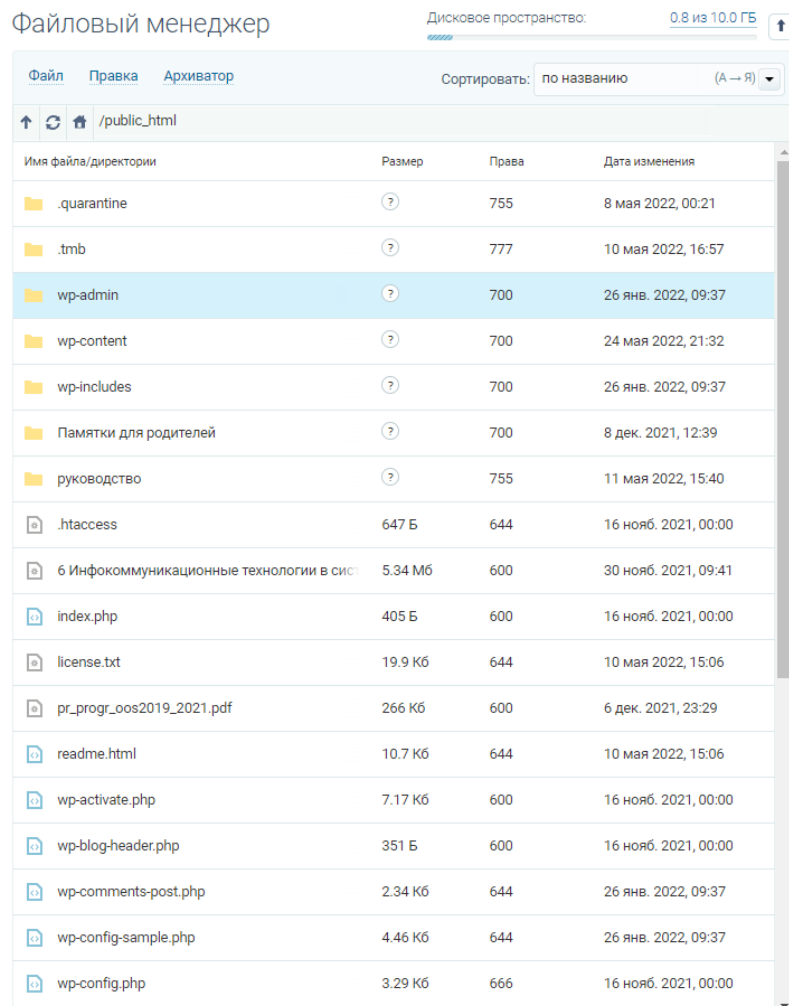 Файловый менеджер
Дисковое пространство: 0.8 из 10.0 ГБ
Файл Правка Архиватор Сортировать: по названию (А → Я)
/public_html
Имя файла/директории Размер Права Дата изменения
.quarantine ? 755 8 мая 2022, 00:21
.tmb ? 777 10 мая 2022, 16:57
wp-admin ? 700 26 янв. 2022, 09:37
wp-content ? 700 24 мая 2022, 21:32
wp-includes ? 700 26 янв. 2022, 09:37
Памятки для родителей ? 700 8 дек. 2021, 12:39
руководство ? 755 11 мая 2022, 15:40
.htaccess 647 Б 644 16 нояб. 2021, 00:00
6 Инфокоммуникационные технологии в сис 5.34 Мб 600 30 нояб. 2021, 09:41
index.php 405 Б 600 16 нояб. 2021, 00:00
license.txt 19.9 Кб 644 10 мая 2022, 15:06
pr_progr_oos2019_2021.pdf 266 Кб 600 6 дек. 2021, 23:29
readme.html 10.7 Кб 644 10 мая 2022, 15:06
wp-activate.php 7.17 Кб 600 16 нояб. 2021, 00:00
wp-blog-header.php 351 Б 600 16 нояб. 2021, 00:00
wp-comments-post.php 2.34 Кб 644 26 янв. 2022, 09:37
wp-config-sample.php 4.46 Кб 644 26 янв. 2022, 09:37
wp-config.php 3.29 Кб 666 16 нояб. 2021, 00:00